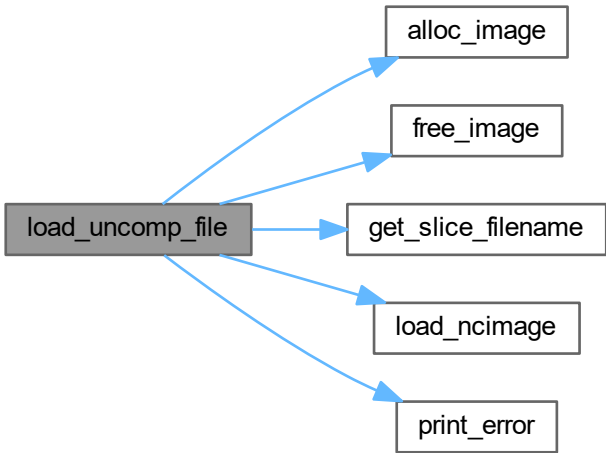 alloc_image
free_image
load_uncomp_file
get_slice_filename
load_ncimage
print_error